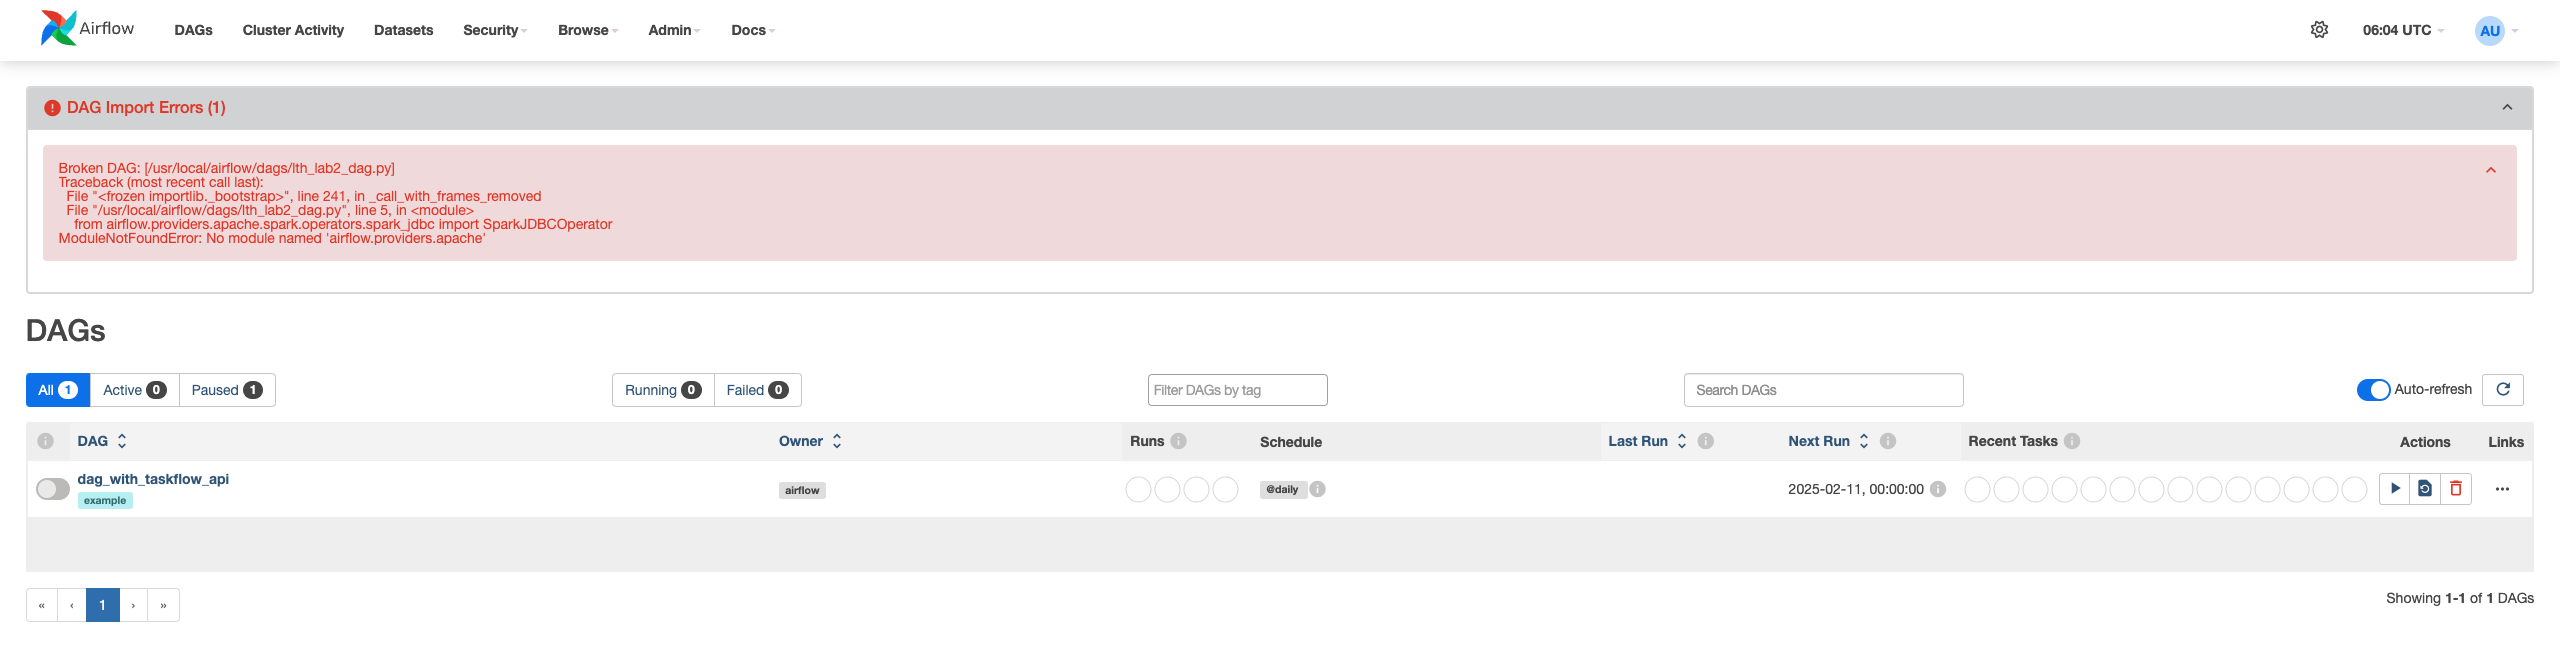 Airflow
DAGs
Cluster Activity
Datasets
Security
Browse
Admin
Docs
06:04 UTC
AU
DAG Import Errors (1)
Broken DAG: [/usr/local/airflow/dags/lth_lab2_dag.py]
Traceback (most recent call last):
File "<frozen importlib._bootstrap>", line 241, in _call_with_frames_removed
File "/usr/local/airflow/dags/lth_lab2_dag.py", line 5, in <module>
from airflow.providers.apache.spark.operators.spark_jdbc import SparkJDBCOperator
ModuleNotFoundError: No module named 'airflow.providers.apache'
DAGs
All 1
Active 0
Paused 1
Running 0
Failed 0
Filter DAGs by tag
Search DAGs
Auto-refresh
DAG
Owner
Runs
Schedule
Last Run
Next Run
Recent Tasks
Actions
Links
dag_with_taskflow_api
example
airflow
@daily
2025-02-11, 00:00:00
« ‹ 1 › »
Showing 1-1 of 1 DAGs